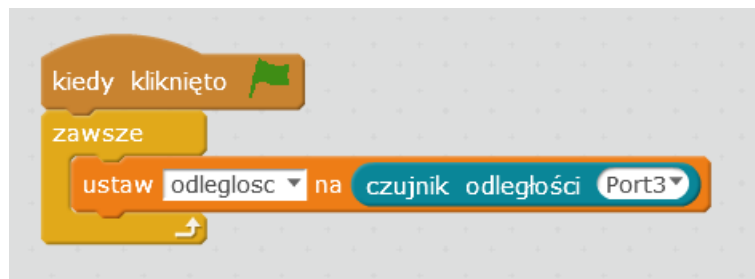 kiedy kliknięto
zawsze
ustaw odleglosc na czujnik odległości Port3